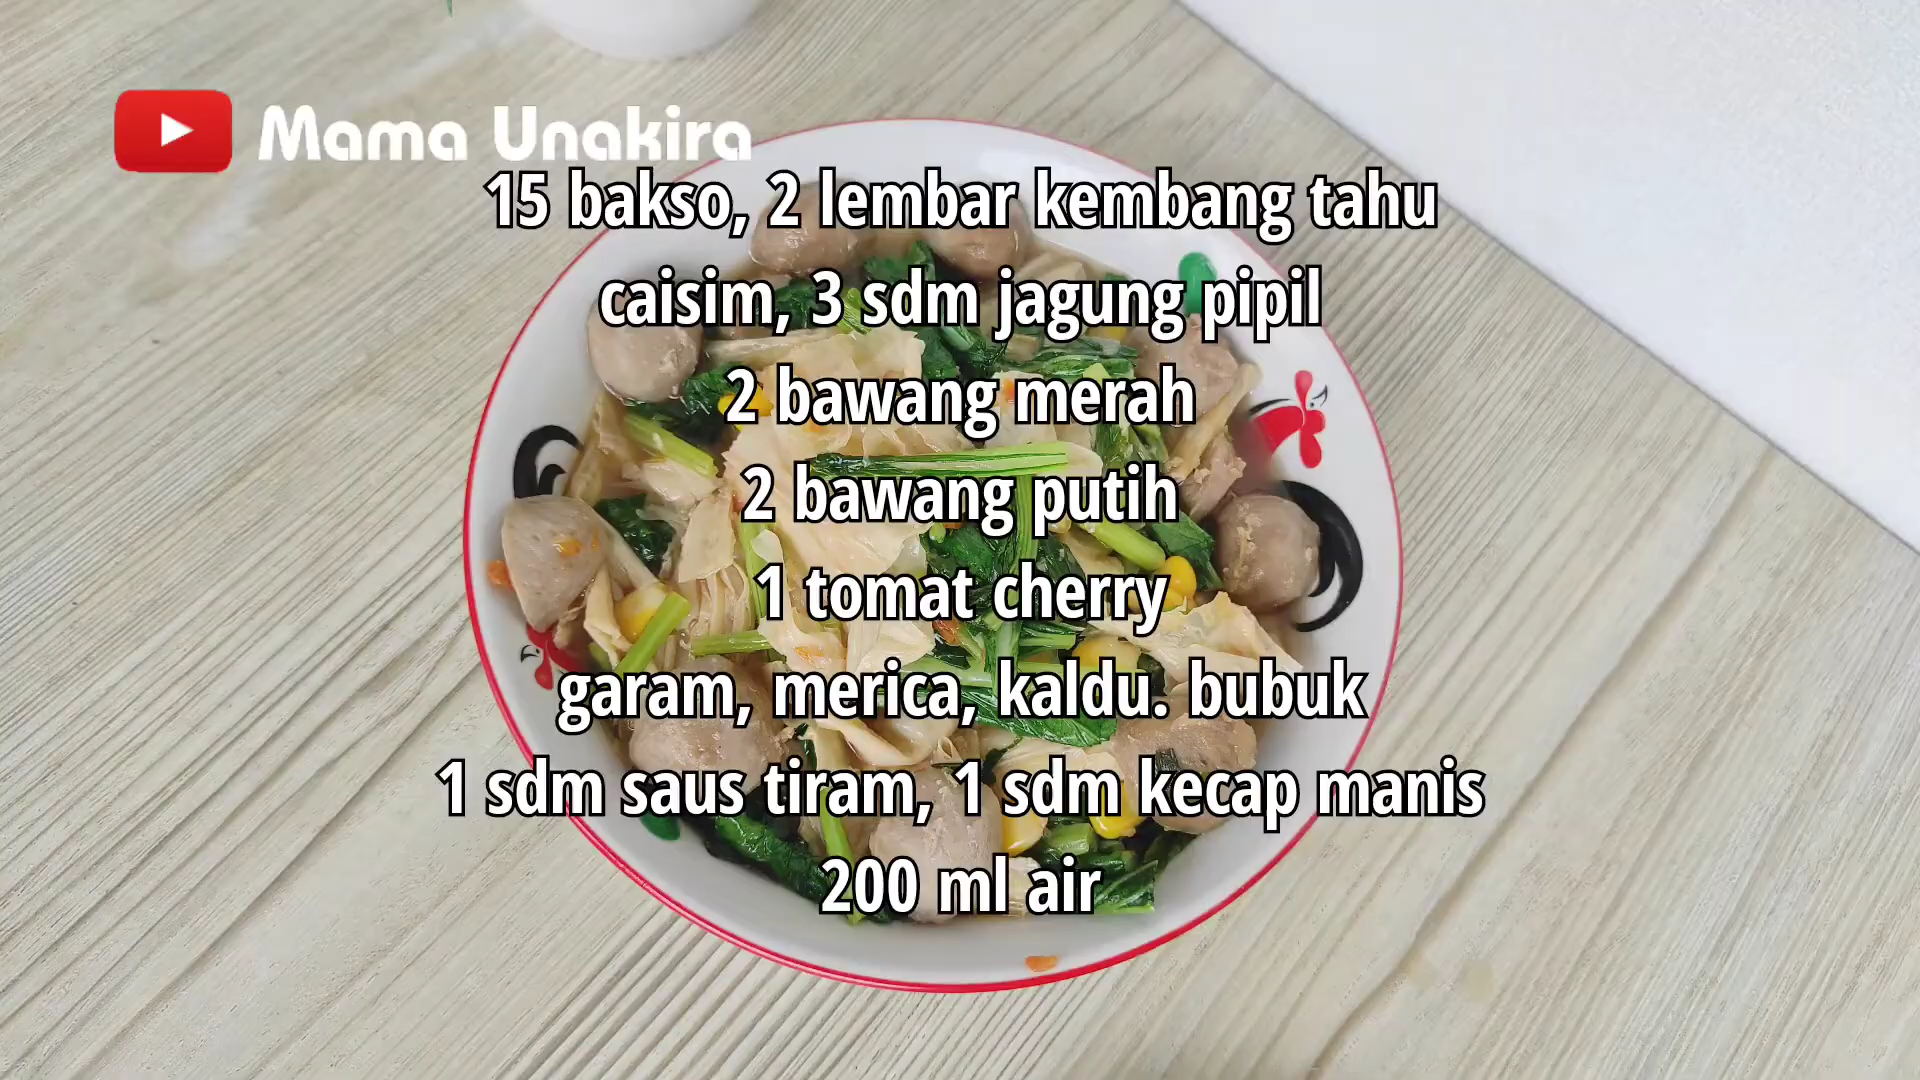 Mama Unakira
15 bakso, 2 lembar kembang tahu
caisim, 3 sdm jagung pipil
2 bawang merah
2 bawang putih
1 tomat cherry
garam, merica, kaldu. bubuk
1 sdm saus tiram, 1 sdm kecap manis
200 ml air